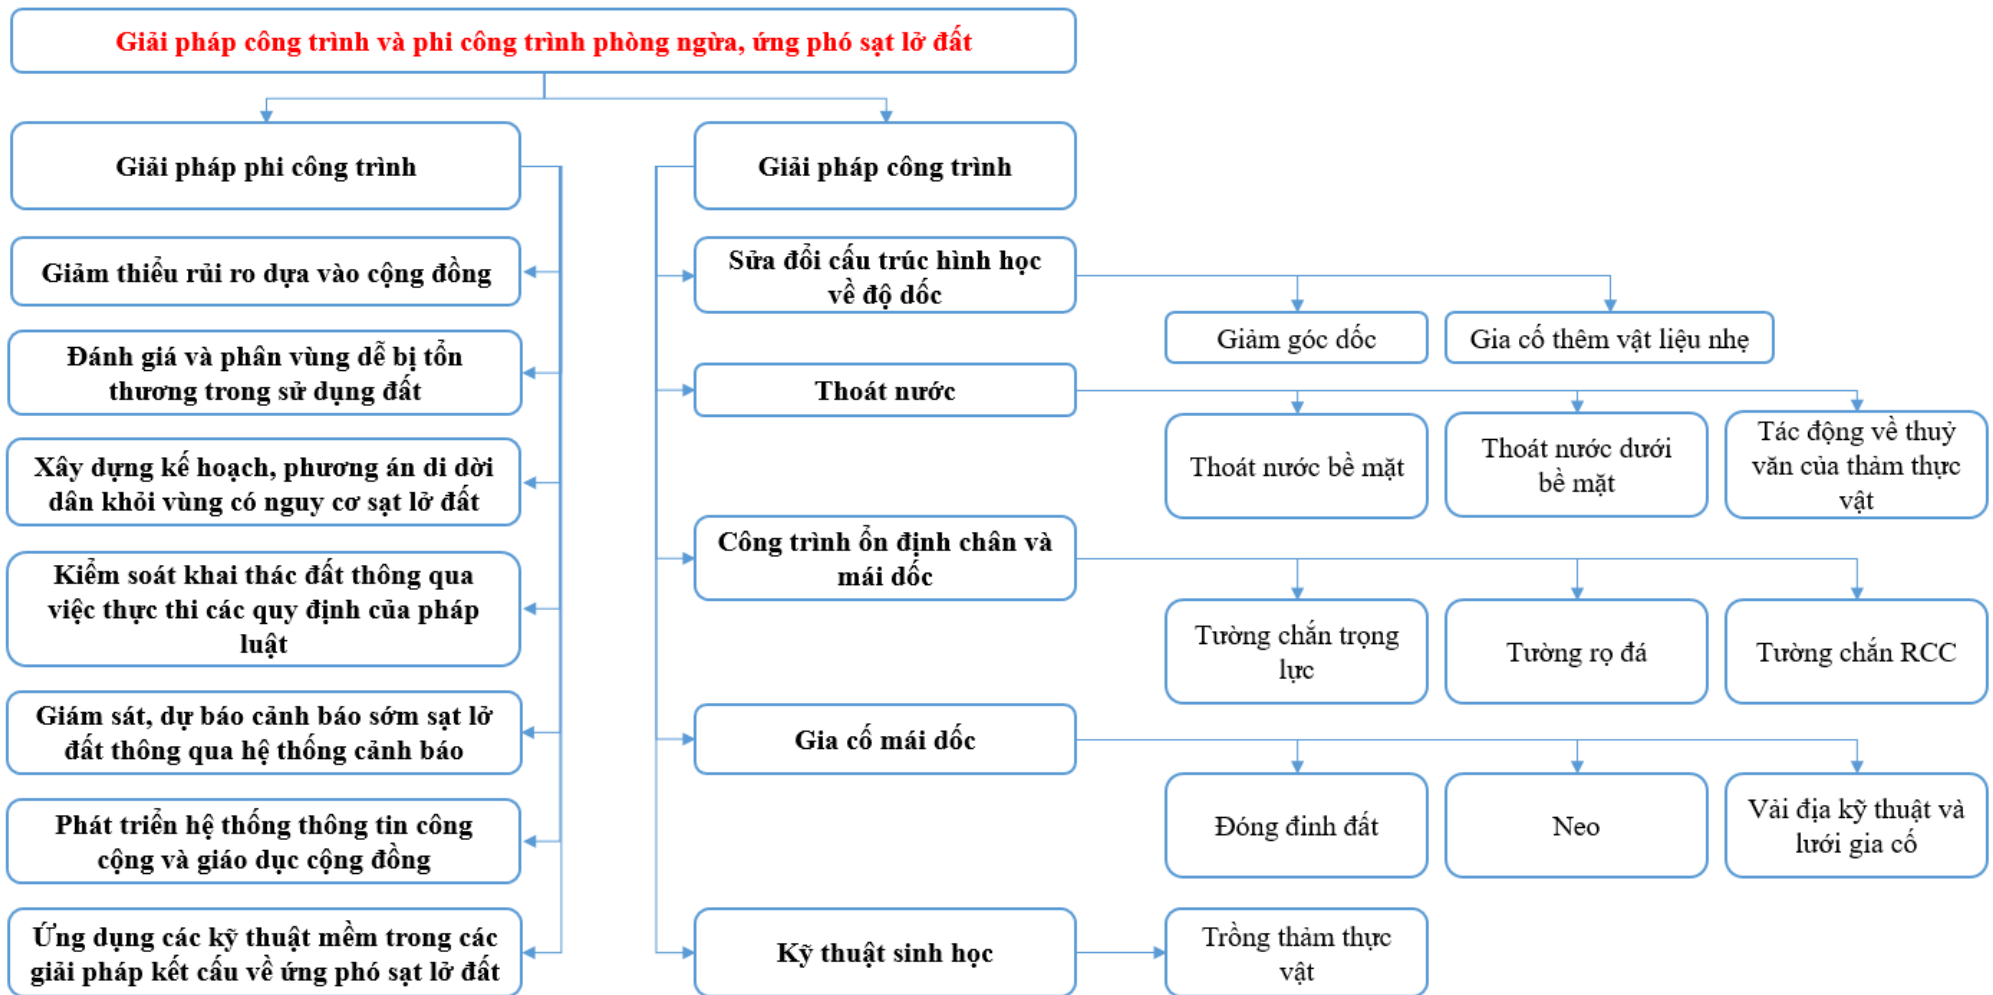 Giải pháp công trình và phi công trình phòng ngừa, ứng phó sạt lở đất
Giải pháp phi công trình
Giảm thiểu rủi ro dựa vào cộng đồng
Đánh giá và phân vùng dễ bị tổn
thương trong sử dụng đất
Xây dựng kế hoạch, phương án di dời
dân khỏi vùng có nguy cơ sạt lở đất
Kiểm soát khai thác đất thông qua
việc thực thi các quy định của pháp
luật
Giám sát, dự báo cảnh báo sớm sạt lở
đất thông qua hệ thống cảnh báo
Phát triển hệ thống thông tin công
cộng và giáo dục cộng đồng
Ứng dụng các kỹ thuật mềm trong các
giải pháp kết cấu về ứng phó sạt lở đất
Giải pháp công trình
Sửa đổi cấu trúc hình học
về độ dốc
Giảm góc dốc
Gia cố thêm vật liệu nhẹ
Thoát nước
Thoát nước bề mặt
Thoát nước dưới
bề mặt
Tác động về thuỷ
văn của thảm thực
vật
Công trình ổn định chân và
mái dốc
Tường chắn trọng
lực
Tường rọ đá
Tường chắn RCC
Gia cố mái dốc
Đóng đinh đất
Neo
Vải địa kỹ thuật và
lưới gia cố
Kỹ thuật sinh học
Trồng thảm thực
vật